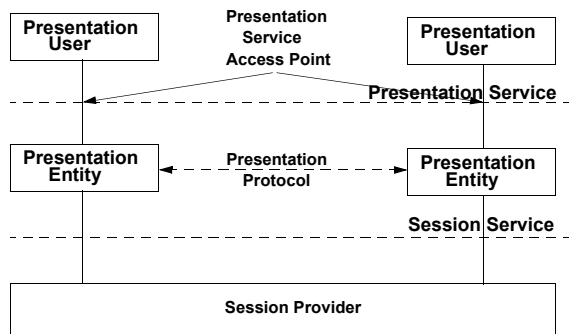 Presentation
User
Presentation
Service
Access Point
Presentation
User
Presentation Service
Presentation
Entity
Presentation
Protocol
Presentation
Entity
Session Service
Session Provider